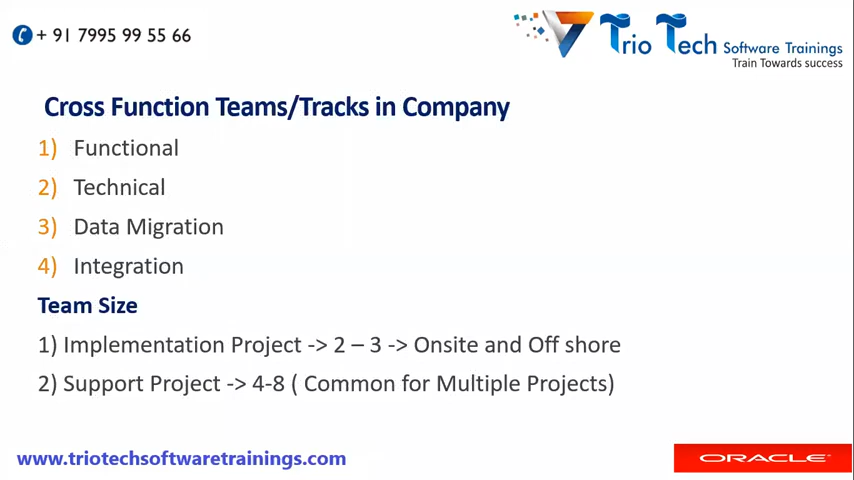 + 91 7995 99 55 66
Trio Tech Software Trainings
Train Towards success
Cross Function Teams/Tracks in Company
1) Functional
2) Technical
3) Data Migration
4) Integration
Team Size
1) Implementation Project -> 2 – 3 -> Onsite and Off shore
2) Support Project -> 4-8 ( Common for Multiple Projects)
www.triotechsoftwaretrainings.com
ORACLE